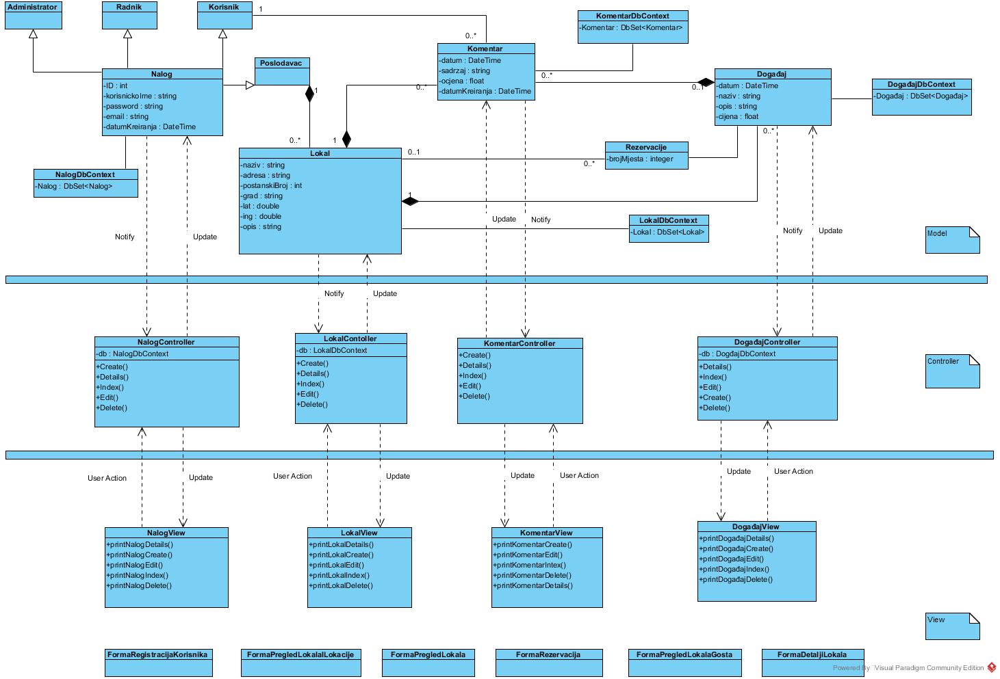 Administrator
Radnik
Korisnik
1
0..*
KomentarDbContext
-Komentar : DbSet<Komentar>
Komentar
-datum : DateTime
-sadrzaj : string
-ocjena : float
-datumKreiranja : DateTime
0..*
0..*
0..1
Poslodavac
1
0..*
1
Nalog
-ID : int
-korisnickoIme : string
-password : string
-email : string
-datumKreiranja : DateTime
Događaj
-datum : DateTime
-naziv : string
-opis : string
-cijena : float
0..*
DogađajDbContext
-Događaj : DbSet<Događaj>
NalogDbContext
-Nalog : DbSet<Nalog>
Lokal
-naziv : string
-adresa : string
-postanskiBroj : int
-grad : string
-lat : double
-ing : double
-opis : string
0..1
0..*
1
Rezervacije
-brojMjesta : integer
LokalDbContext
-Lokal : DbSet<Lokal>
Notify
Update
Update
Notify
Notify
Update
Model
Notify
Update
NalogController
-db : NalogDbContext
+Create()
+Details()
+Index()
+Edit()
+Delete()
LokalContoller
-db : LokalDbContext
+Create()
+Details()
+Index()
+Edit()
+Delete()
KomentarController
+Create()
+Details()
+Index()
+Edit()
+Delete()
DogađajController
-db : DogđajDbContext
+Details()
+Index()
+Edit()
+Create()
+Delete()
Controller
User Action
Update
User Action
Update
Update
User Action
Update
User Action
NalogView
+printNalogDetails()
+printNalogCreate()
+printNalogEdit()
+printNalogIndex()
+printNalogDelete()
LokalView
+printLokalDetails()
+printLokalCreate()
+printLokalEdit()
+printLokalIndex()
+printLokalDelete()
KomentarView
+printKomentarCreate()
+printKomentarEdit()
+printKomentarIntex()
+printKomentarDelete()
+printKomentarDetails()
DogađajView
+printDogađajDetails()
+printDogađajCreate()
+printDogađajEdit()
+printDogađajIndex()
+printDogađajDelete()
View
FormaRegistracijaKorisnika
FormaPregledLokalaILokacije
FormaPregledLokala
FormaRezervacija
FormaPregledLokalaGosta
FormaDetaljiLokala
Powered By Visual Paradigm Community Edition